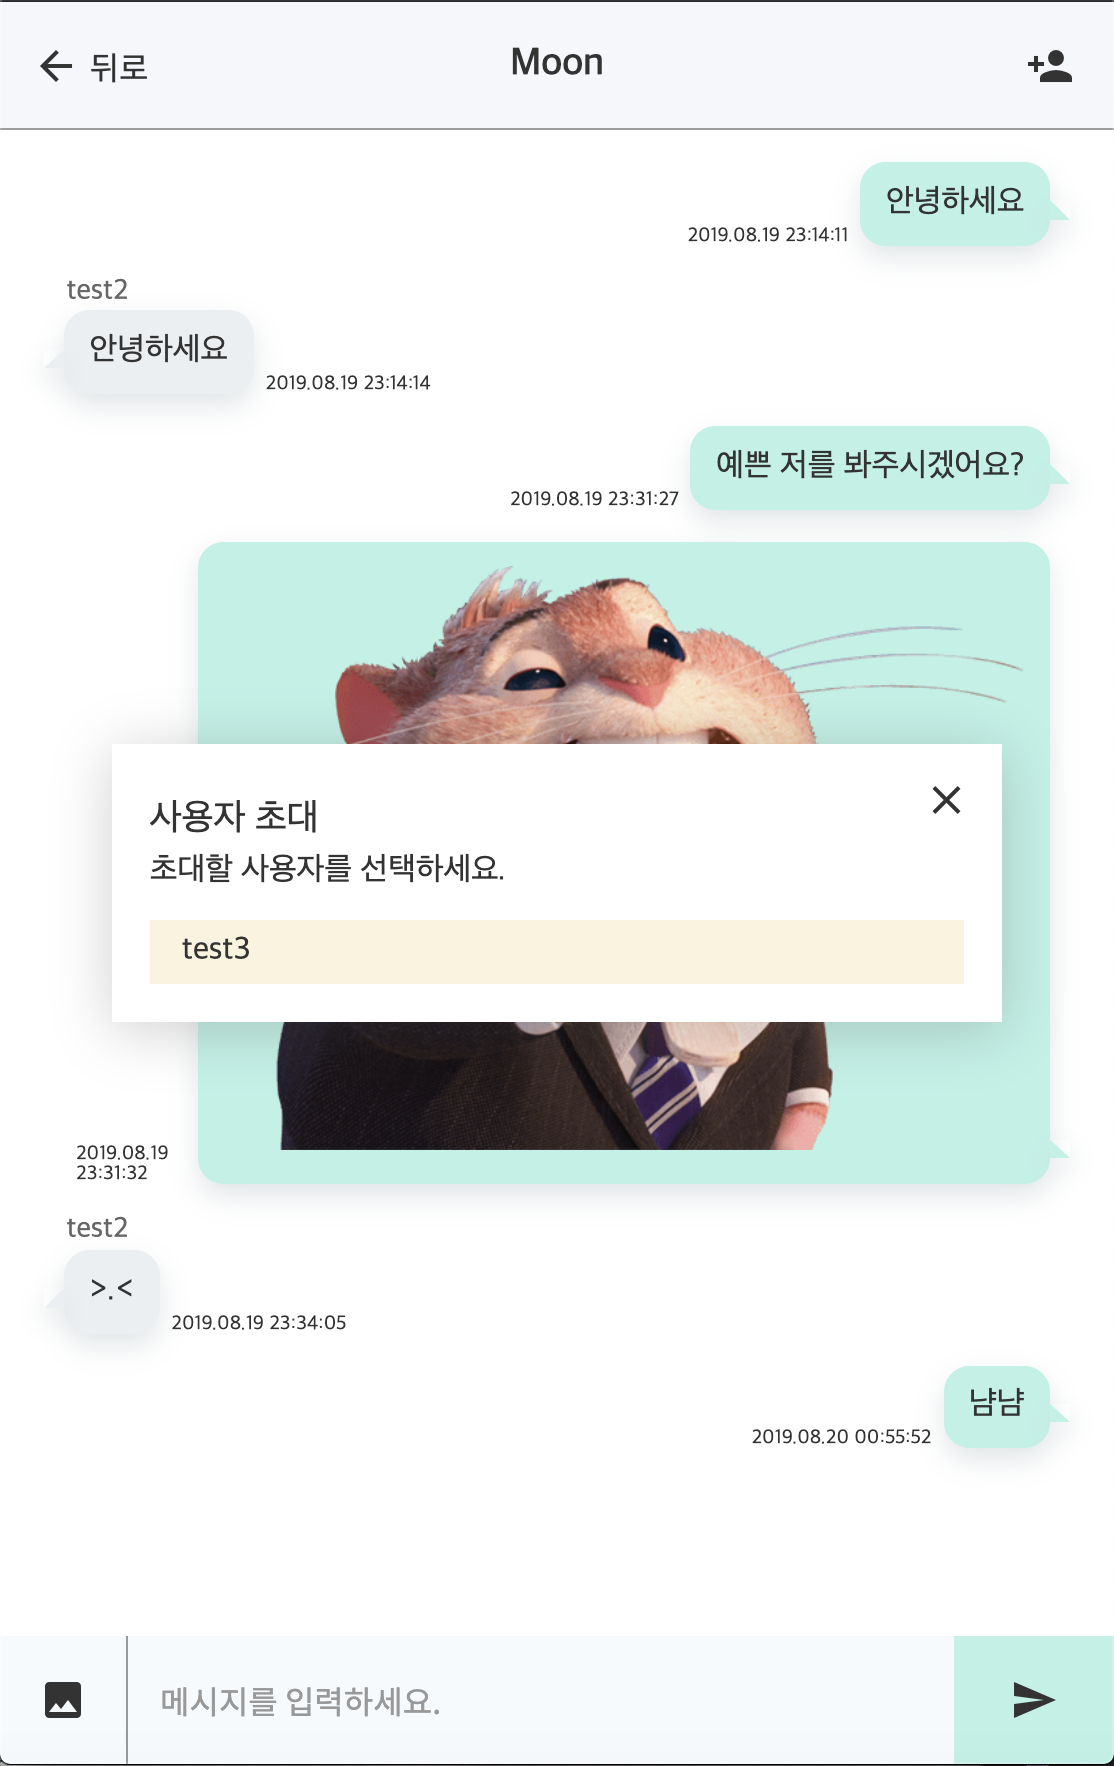 뒤로
Moon
안녕하세요
2019.08.19 23:14:11
test2
안녕하세요
2019.08.19 23:14:14
예쁜 저를 봐주시겠어요?
2019.08.19 23:31:27
사용자 초대
초대할 사용자를 선택하세요.
test3
2019.08.19
23:31:32
test2
>.<
2019.08.19 23:34:05
냠냠
2019.08.20 00:55:52
메시지를 입력하세요.